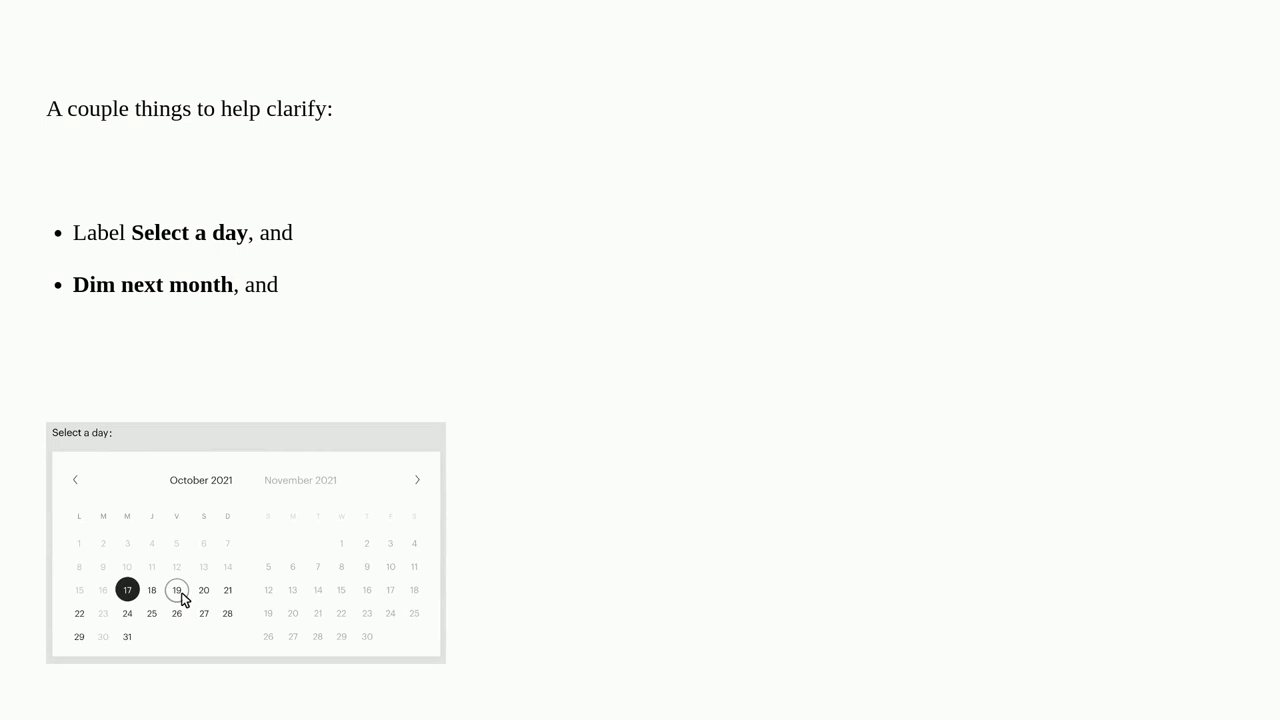 A couple things to help clarify:
• Label Select a day, and
• Dim next month, and
Select a day:
October 2021 November 2021
L M M J V S D S M T W T F S
1 2 3 4 5 6 7 1 2 3 4
8 9 10 11 12 13 14 5 6 7 8 9 10 11
15 16 17 18 19 20 21 12 13 14 15 16 17 18
22 23 24 25 26 27 28 19 20 21 22 23 24 25
29 30 31 26 27 28 29 30